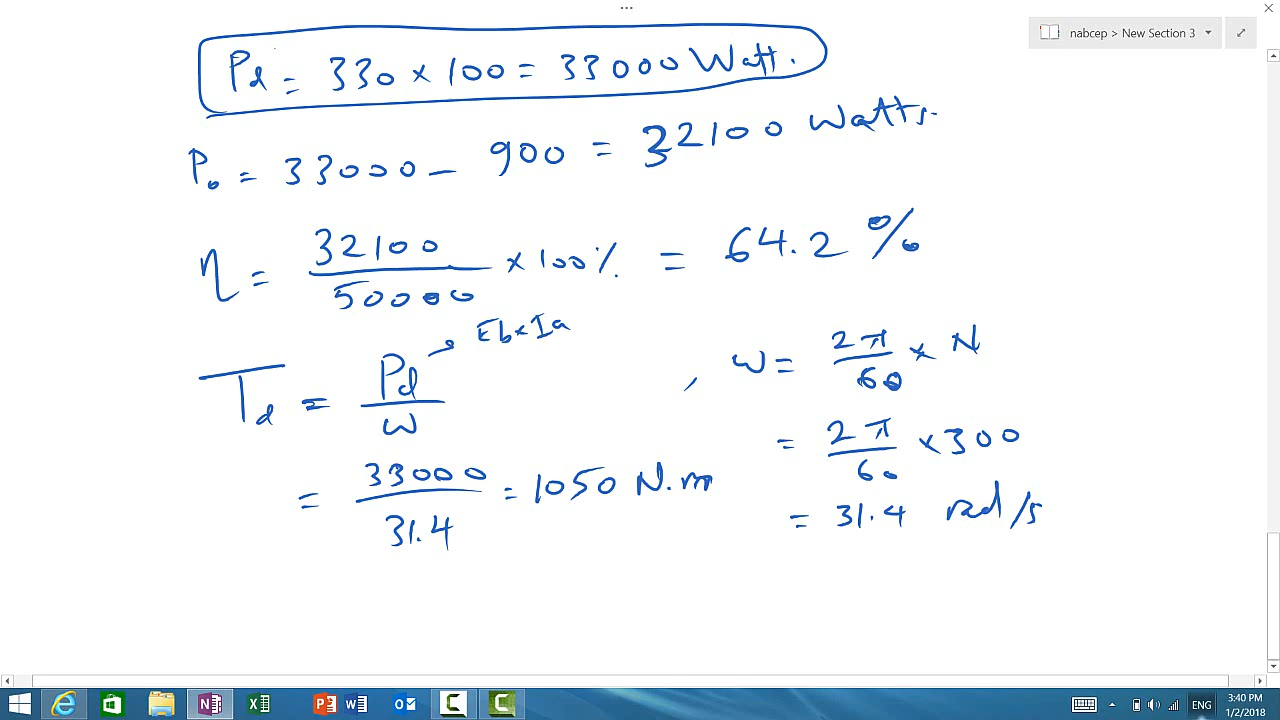 nabcep > New Section 3
Pd = 330 × 100 = 33000 Watt.
Po = 33000 - 900 = 32100 Watts.
η = 32100 / 50000 × 100% = 64.2 %
Td = Pd / ω → Eb × Ia , ω = 2π / 60 × N
= 2π / 60 × 300
= 33000 / 31.4 = 1050 N.m
= 31.4 rad/s
ENG
3:40 PM
1/2/2018